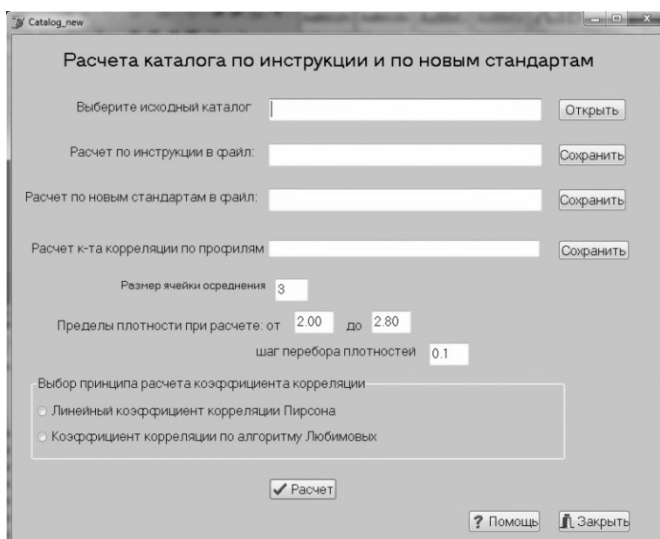 Catalog_new
Расчета каталога по инструкции и по новым стандартам
Выберите исходный каталог
Открыть
Расчет по инструкции в файл:
Сохранить
Расчет по новым стандартам в файл:
Сохранить
Расчет к-та корреляции по профилям
Сохранить
Размер ячейки осреднения 3
Пределы плотности при расчете: от 2.00 до 2.80
шаг перебора плотностей 0.1
Выбор принципа расчета коэффициента корреляции
Линейный коэффициент корреляции Пирсона
Коэффициент корреляции по алгоритму Любимовых
Расчет
? Помощь
Закрыть